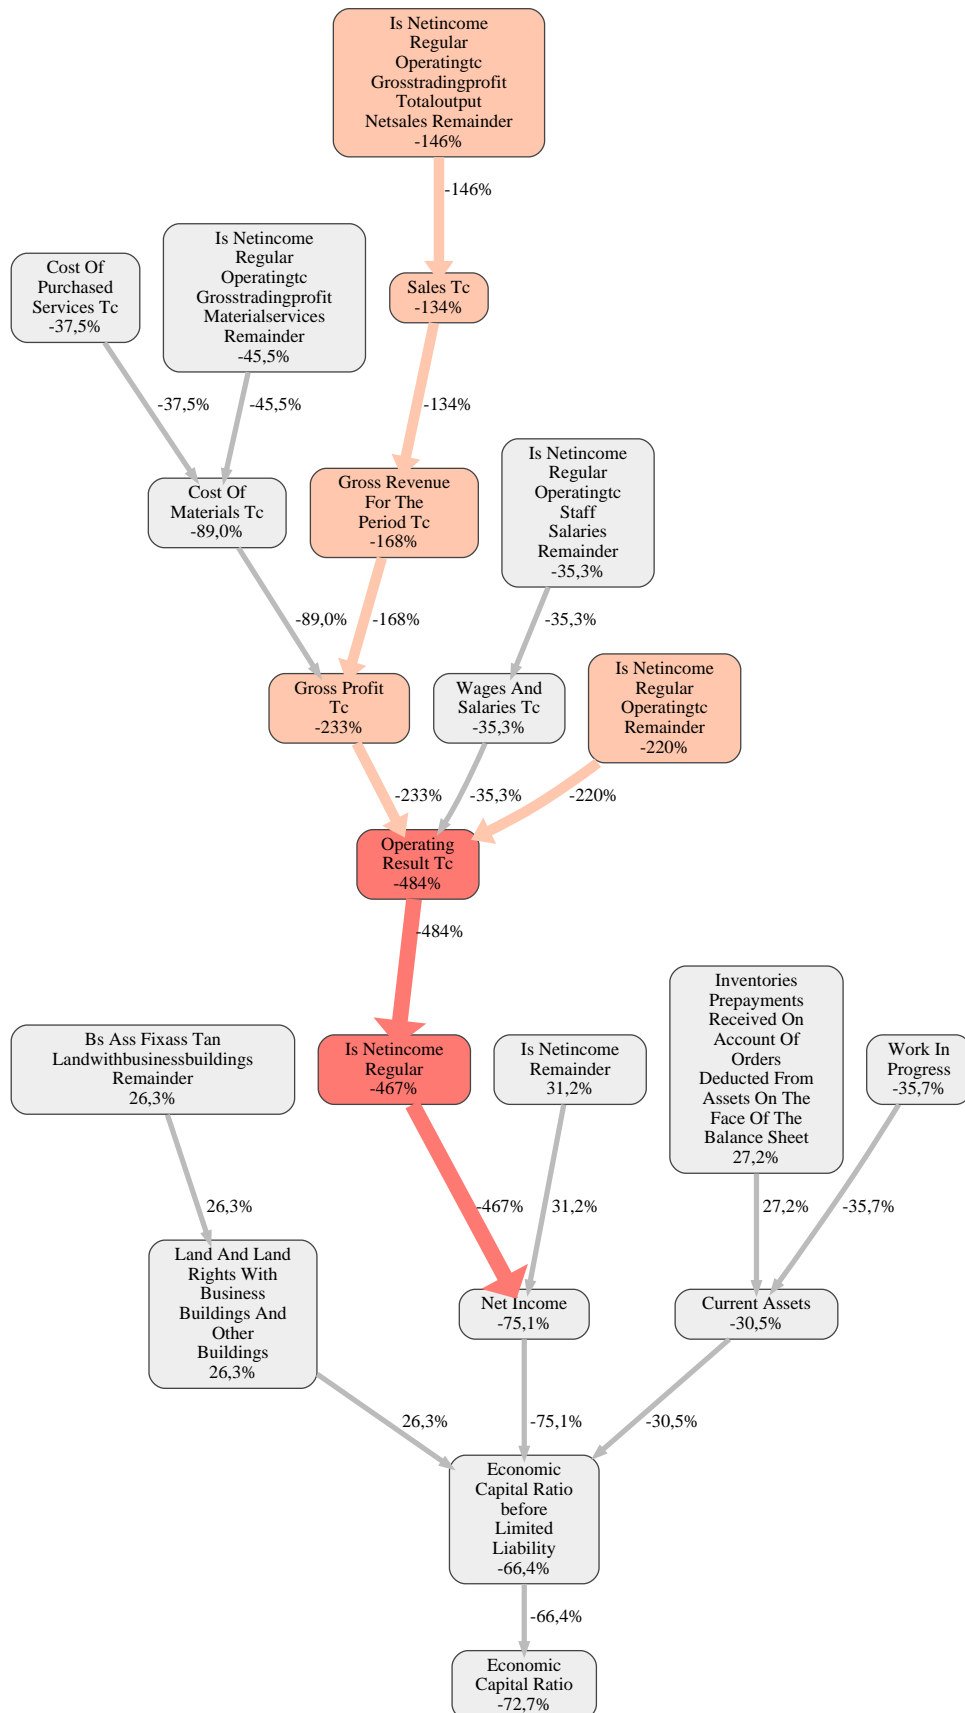 Is Netincome
Regular
Operatingtc
Grosstradingprofit
Totaloutput
Netsales Remainder
-146%
-146%
Cost Of
Purchased
Services Tc
-37,5%
Is Netincome
Regular
Operatingtc
Grosstradingprofit
Materialservices
Remainder
-45,5%
Sales Tc
-134%
-37,5%
-45,5%
-134%
Cost Of
Materials Tc
-89,0%
Gross Revenue
For The
Period Tc
-168%
Is Netincome
Regular
Operatingtc
Staff
Salaries
Remainder
-35,3%
-89,0%
-168%
-35,3%
Gross Profit
Tc
-233%
Wages And
Salaries Tc
-35,3%
Is Netincome
Regular
Operatingtc
Remainder
-220%
-233%
-35,3%
-220%
Operating
Result Tc
-484%
-484%
Bs Ass Fixass Tan
Landwithbusinessbuildings
Remainder
26,3%
Is Netincome
Regular
-467%
Is Netincome
Remainder
31,2%
Inventories
Prepayments
Received On
Account Of
Orders
Deducted From
Assets On The
Face Of The
Balance Sheet
27,2%
Work In
Progress
-35,7%
26,3%
-467%
31,2%
27,2%
-35,7%
Land And Land
Rights With
Business
Buildings And
Other
Buildings
26,3%
Net Income
-75,1%
Current Assets
-30,5%
26,3%
-75,1%
-30,5%
Economic
Capital Ratio
before
Limited
Liability
-66,4%
-66,4%
Economic
Capital Ratio
-72,7%